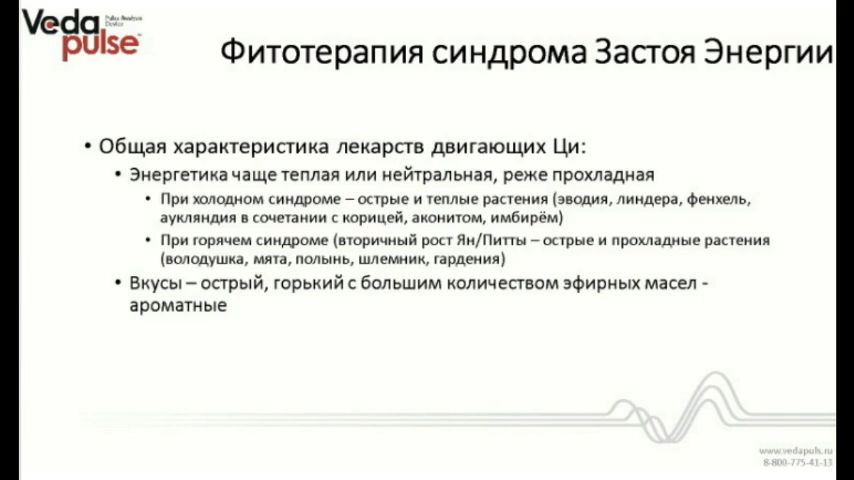 Veda Pulse Analysis
Device
pulse™
Фитотерапия синдрома Застоя Энергии
• Общая характеристика лекарств двигающих Ци:
• Энергетика чаще теплая или нейтральная, реже прохладная
• При холодном синдроме – острые и теплые растения (эводия, линдера, фенхель,
аукляндия в сочетании с корицей, аконитом, имбирём)
• При горячем синдроме (вторичный рост Ян/Питты – острые и прохладные растения
(володушка, мята, полынь, шлемник, гардения)
• Вкусы – острый, горький с большим количеством эфирных масел -
ароматные
www.vedapuls.ru
8-800-775-41-13